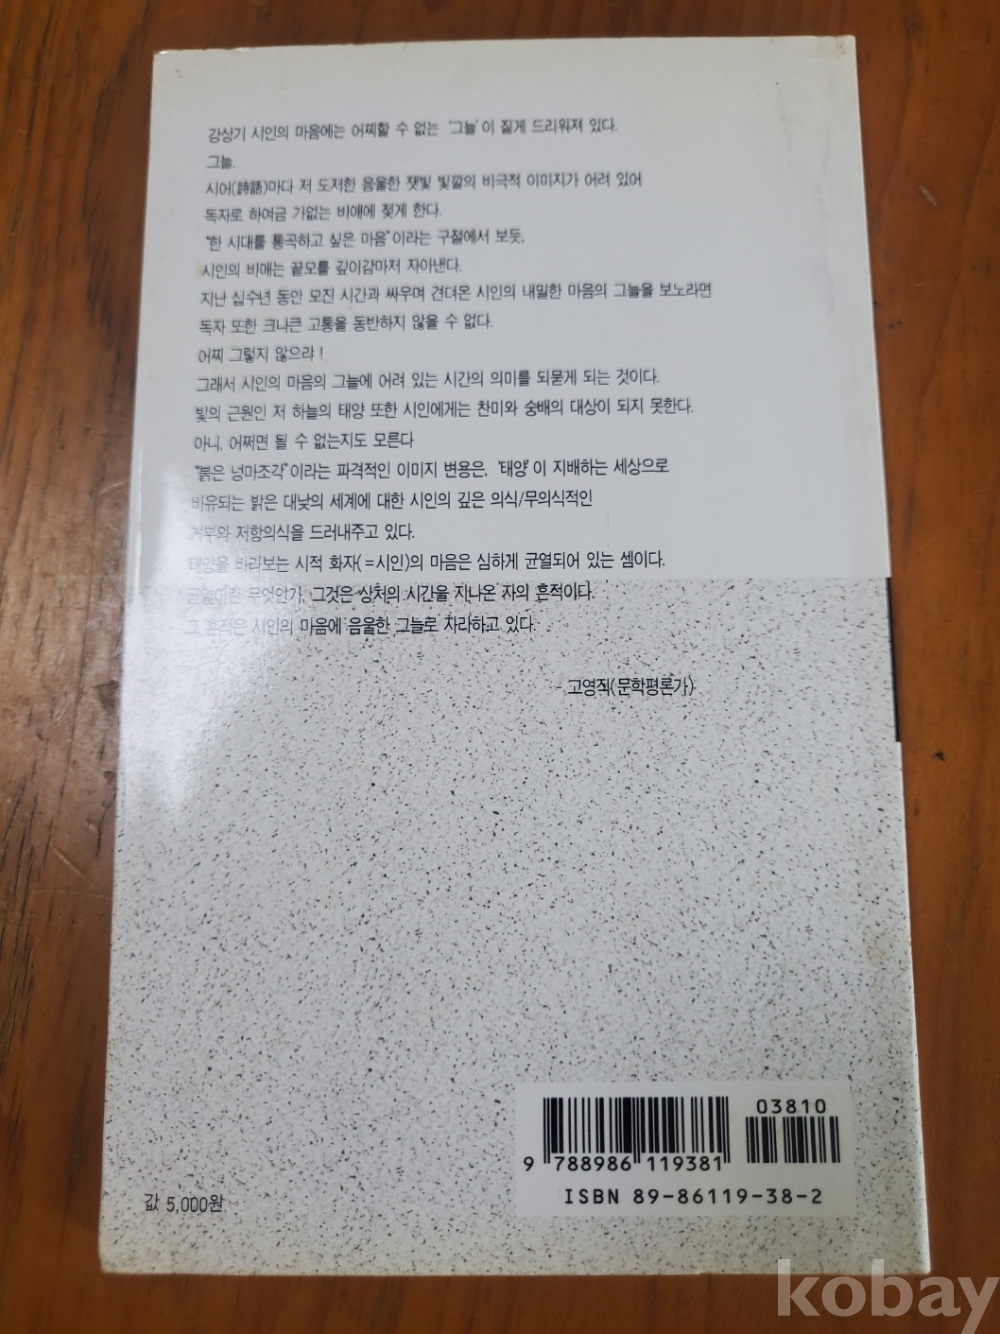 강상기 시인의 마음에는 어찌할 수 없는 '그늘'이 짙게 드리워져 있다.
그늘.
시어(詩語)마다 저 도저한 음울한 잿빛 빛깔의 비극적 이미지가 어려 있어
독자로 하여금 가없는 비애에 젖게 한다.
"한 시대를 통곡하고 싶은 마음"이라는 구절에서 보듯,
시인의 비애는 끝모를 깊이감마저 자아낸다.
지난 십수년 동안 모진 시간과 싸우며 견뎌온 시인의 내밀한 마음의 그늘을 보노라면
독자 또한 크나큰 고통을 동반하지 않을 수 없다.
어찌 그렇지 않으랴!
그래서 시인의 마음의 그늘에 어려 있는 시간의 의미를 되묻게 되는 것이다.
빛의 근원인 저 하늘의 태양 또한 시인에게는 찬미와 숭배의 대상이 되지 못한다.
아니, 어쩌면 될 수 없는지도 모른다
"붉은 넝마조각"이라는 파격적인 이미지 변용은, '태양'이 지배하는 세상으로
비유되는 밝은 대낮의 세계에 대한 시인의 깊은 의식/무의식적인
거부와 저항의식을 드러내주고 있다.
태양을 바라보는 시적 화자(=시인)의 마음은 심하게 균열되어 있는 셈이다.
균열이란 무엇인가, 그것은 상처의 시간을 지나온 자의 흔적이다.
그 흔적은 시인의 마음에 음울한 그늘로 자라하고 있다.
- 고영직(문학평론가)
03810
9 788986 119381
ISBN 89-86119-38-2
값 5,000원
kobay